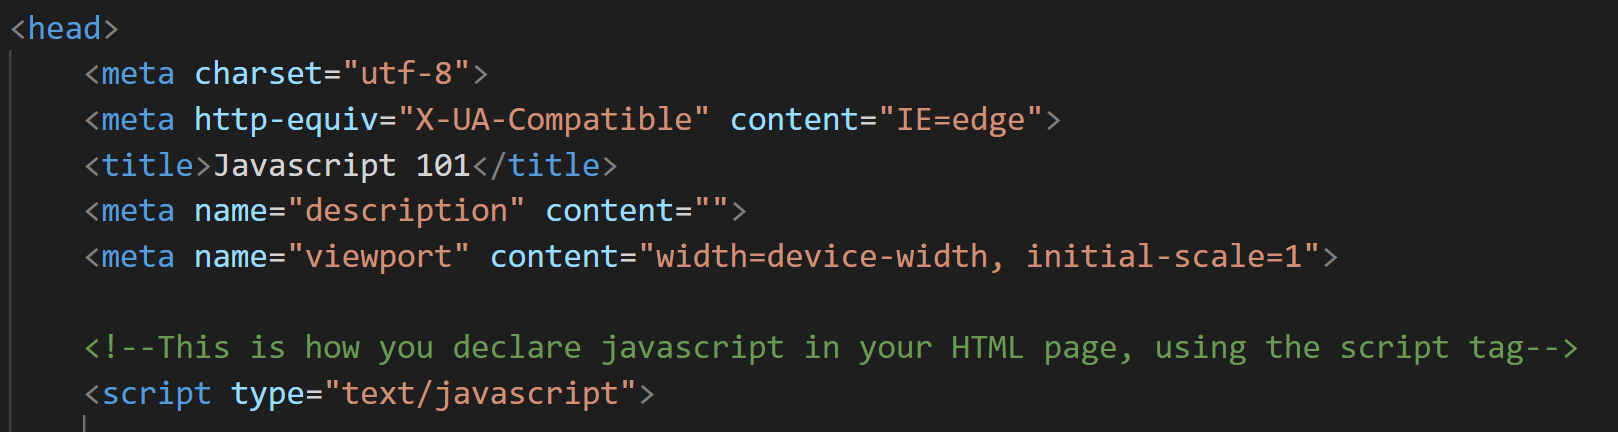 <head>
<meta charset="utf-8">
<meta http-equiv="X-UA-Compatible" content="IE=edge">
<title>Javascript 101</title>
<meta name="description" content="">
<meta name="viewport" content="width=device-width, initial-scale=1">
<!--This is how you declare javascript in your HTML page, using the script tag-->
<script type="text/javascript">